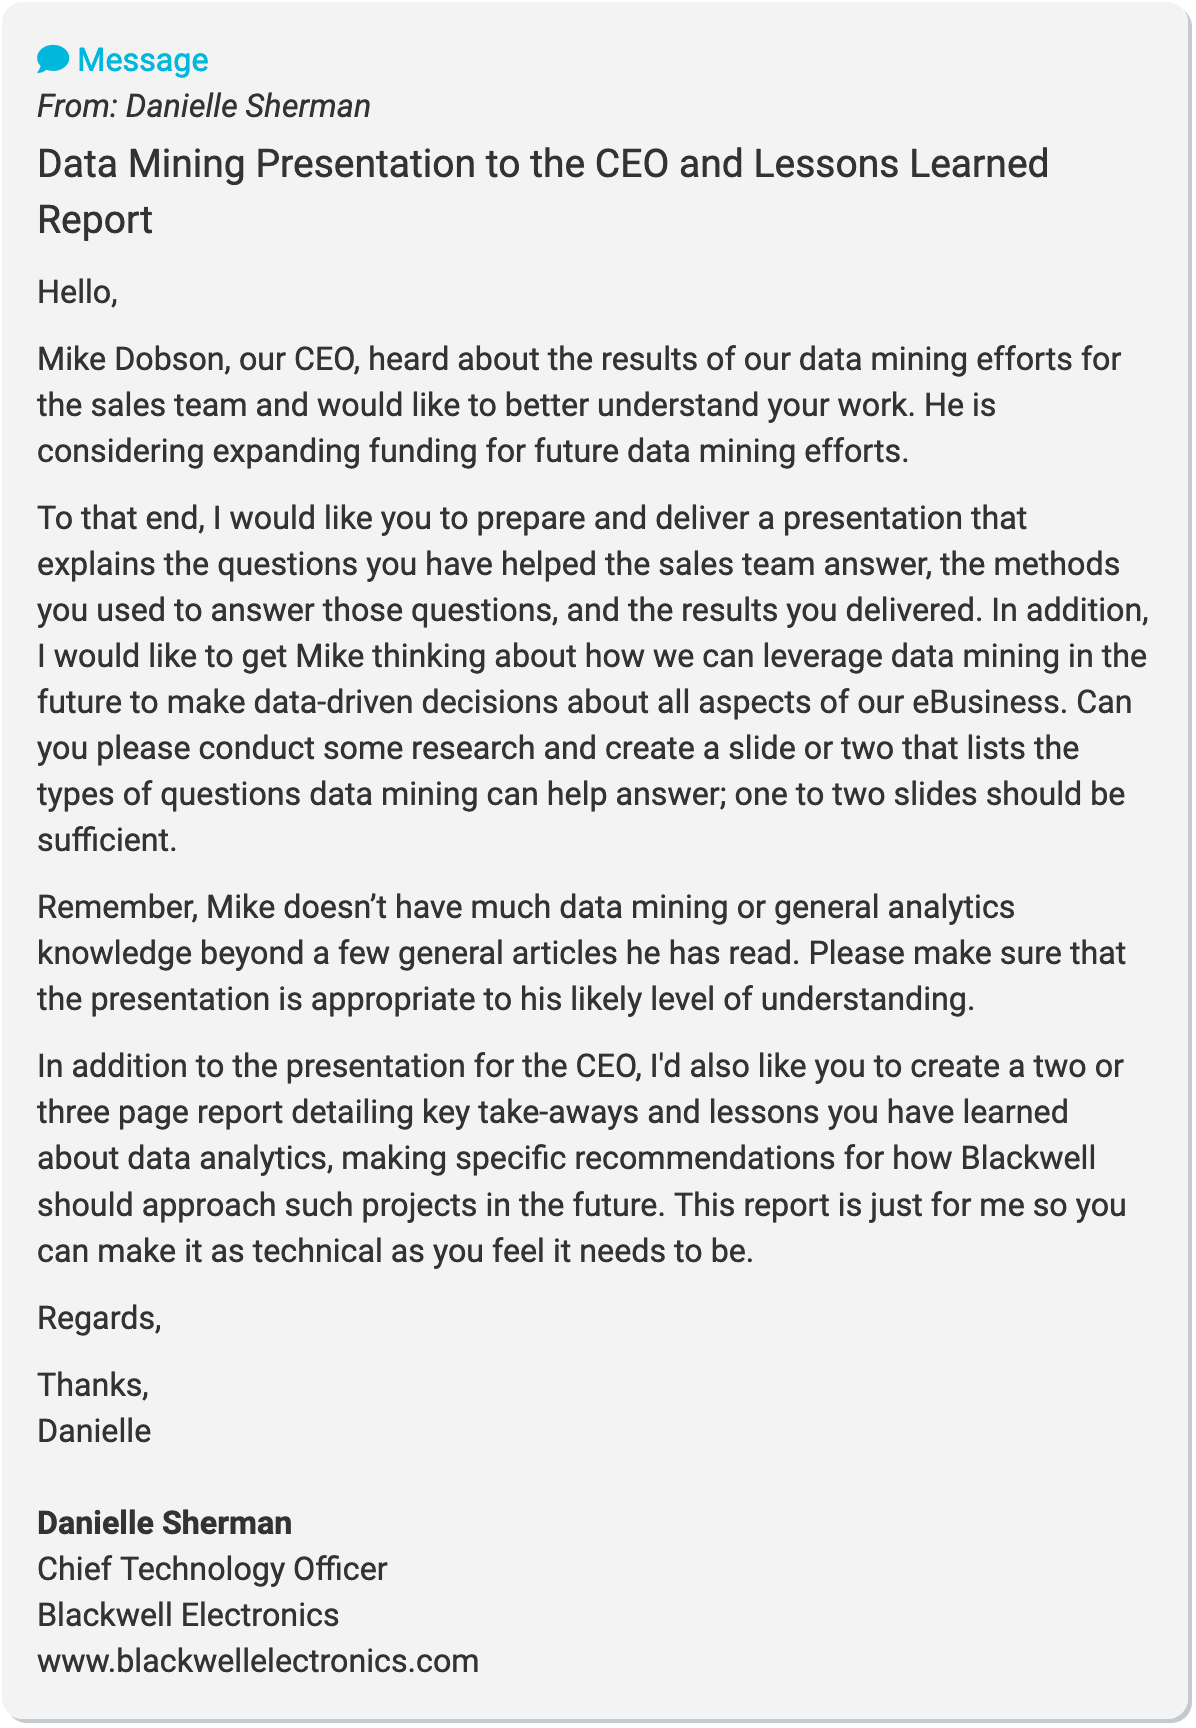 Message
From: Danielle Sherman
Data Mining Presentation to the CEO and Lessons Learned
Report
Hello,
Mike Dobson, our CEO, heard about the results of our data mining efforts for
the sales team and would like to better understand your work. He is
considering expanding funding for future data mining efforts.
To that end, I would like you to prepare and deliver a presentation that
explains the questions you have helped the sales team answer, the methods
you used to answer those questions, and the results you delivered. In addition,
I would like to get Mike thinking about how we can leverage data mining in the
future to make data-driven decisions about all aspects of our eBusiness. Can
you please conduct some research and create a slide or two that lists the
types of questions data mining can help answer; one to two slides should be
sufficient.
Remember, Mike doesn’t have much data mining or general analytics
knowledge beyond a few general articles he has read. Please make sure that
the presentation is appropriate to his likely level of understanding.
In addition to the presentation for the CEO, I'd also like you to create a two or
three page report detailing key take-aways and lessons you have learned
about data analytics, making specific recommendations for how Blackwell
should approach such projects in the future. This report is just for me so you
can make it as technical as you feel it needs to be.
Regards,
Thanks,
Danielle
Danielle Sherman
Chief Technology Officer
Blackwell Electronics
www.blackwellelectronics.com